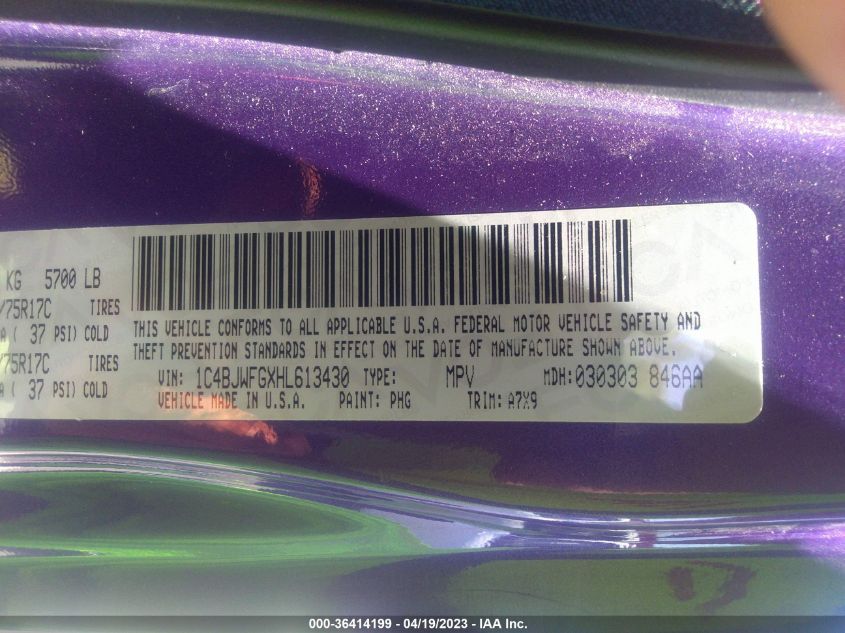 KG 5700 LB
/75R17C TIRES
( 37 PSI) COLD
/75R17C TIRES
( 37 PSI) COLD
THIS VEHICLE CONFORMS TO ALL APPLICABLE U.S.A. FEDERAL MOTOR VEHICLE SAFETY AND
THEFT PREVENTION STANDARDS IN EFFECT ON THE DATE OF MANUFACTURE SHOWN ABOVE.
VIN: 1C4BJWFGXHL613430 TYPE: MPV MDH: 030303 846AA
VEHICLE MADE IN U.S.A. PAINT: PHG TRIM: A7X9
000-36414199 - 04/19/2023 - IAA Inc.